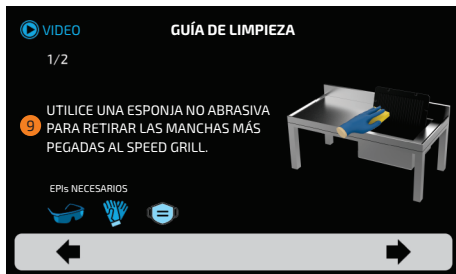 VIDEO
GUÍA DE LIMPIEZA
1/2
9
UTILICE UNA ESPONJA NO ABRASIVA
PARA RETIRAR LAS MANCHAS MÁS
PEGADAS AL SPEED GRILL.
EPIs NECESARIOS